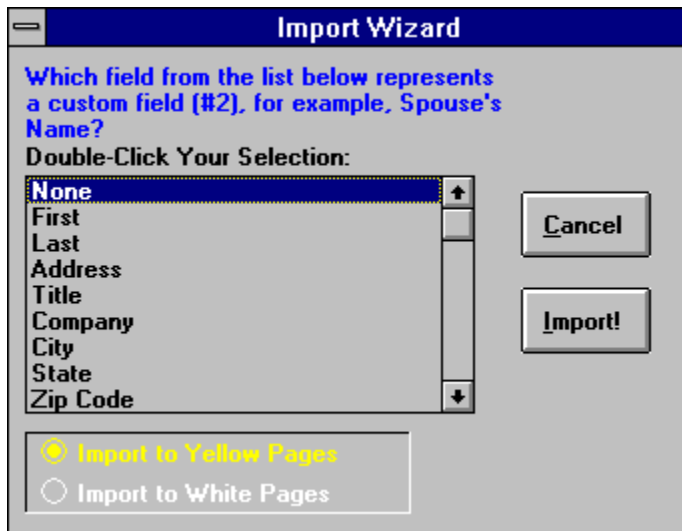 Import Wizard
Which field from the list below represents
a custom field (#2), for example, Spouse's
Name?
Double-Click Your Selection:
None
First
Last
Address
Title
Company
City
State
Zip Code
Cancel
Import!
Import to Yellow Pages
Import to White Pages